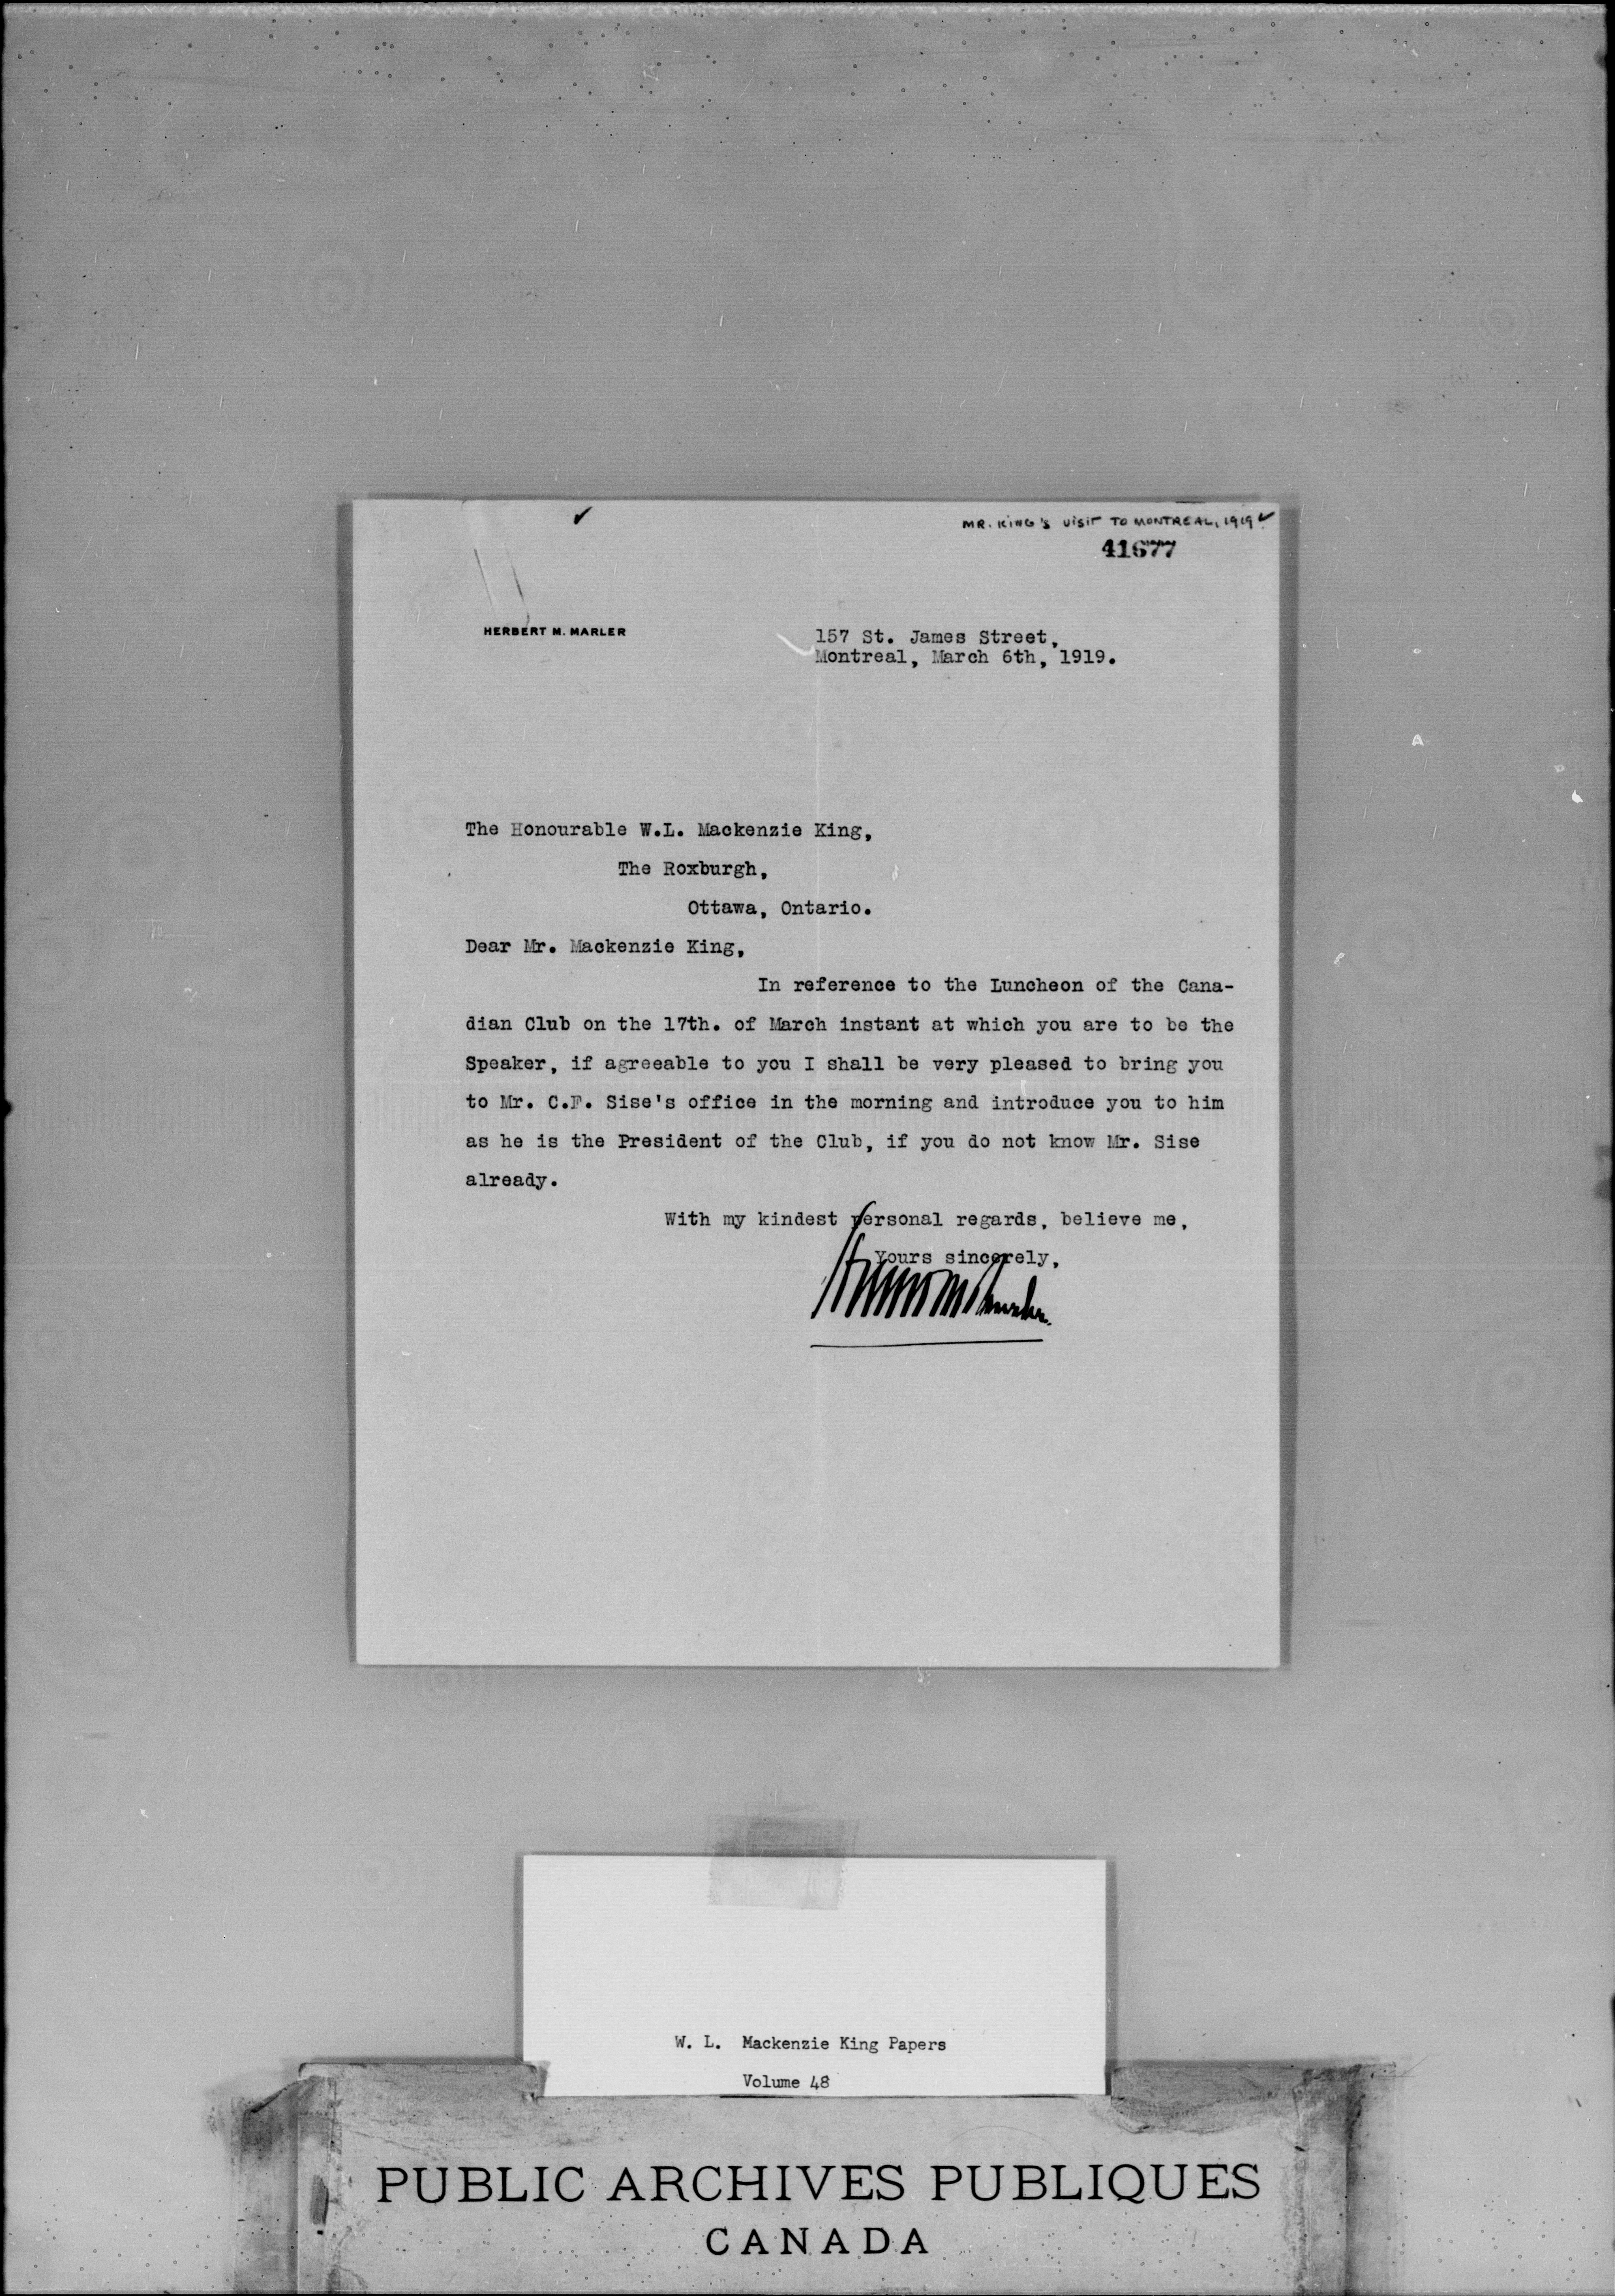 MR. KING'S VISIT TO MONTREAL, 1919
41677
HERBERT M. MARLER
157 St. James Street,
Montreal, March 6th, 1919.
The Honourable W.L. Mackenzie King,
The Roxburgh,
Ottawa, Ontario.
Dear Mr. Mackenzie King,
In reference to the Luncheon of the Cana-
dian Club on the 17th. of March instant at which you are to be the
Speaker, if agreeable to you I shall be very pleased to bring you
to Mr. C.F. Sise's office in the morning and introduce you to him
as he is the President of the Club, if you do not know Mr. Sise
already.
With my kindest personal regards, believe me,
Yours sincerely,
W. L. Mackenzie King Papers
Volume 48
PUBLIC ARCHIVES PUBLIQUES
CANADA